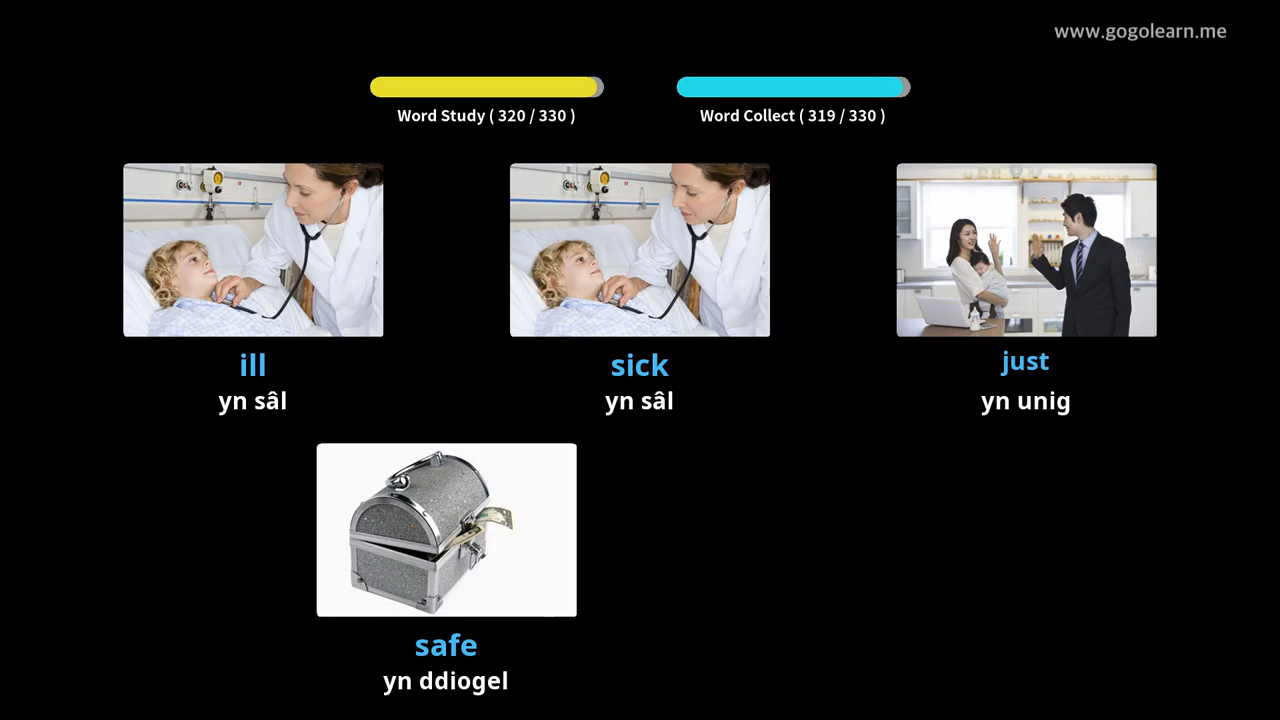 www.gogolearn.me
Word Study ( 320 / 330 )
Word Collect ( 319 / 330 )
ill
yn sâl
sick
yn sâl
just
yn unig
safe
yn ddiogel